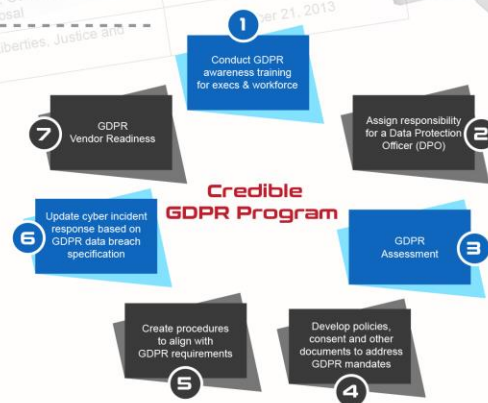 osal
Liberties, Justice and
ber 21, 2013
1
Conduct GDPR
awareness training
for execs & workforce
7
GDPR
Vendor Readiness
Assign responsibility
for a Data Protection
Officer (DPO)
2
Credible
GDPR Program
6
Update cyber incident
response based on
GDPR data breach
specification
GDPR
Assessment
3
Create procedures
to align with
GDPR requirements
5
Develop policies,
consent and other
documents to address
GDPR mandates
4